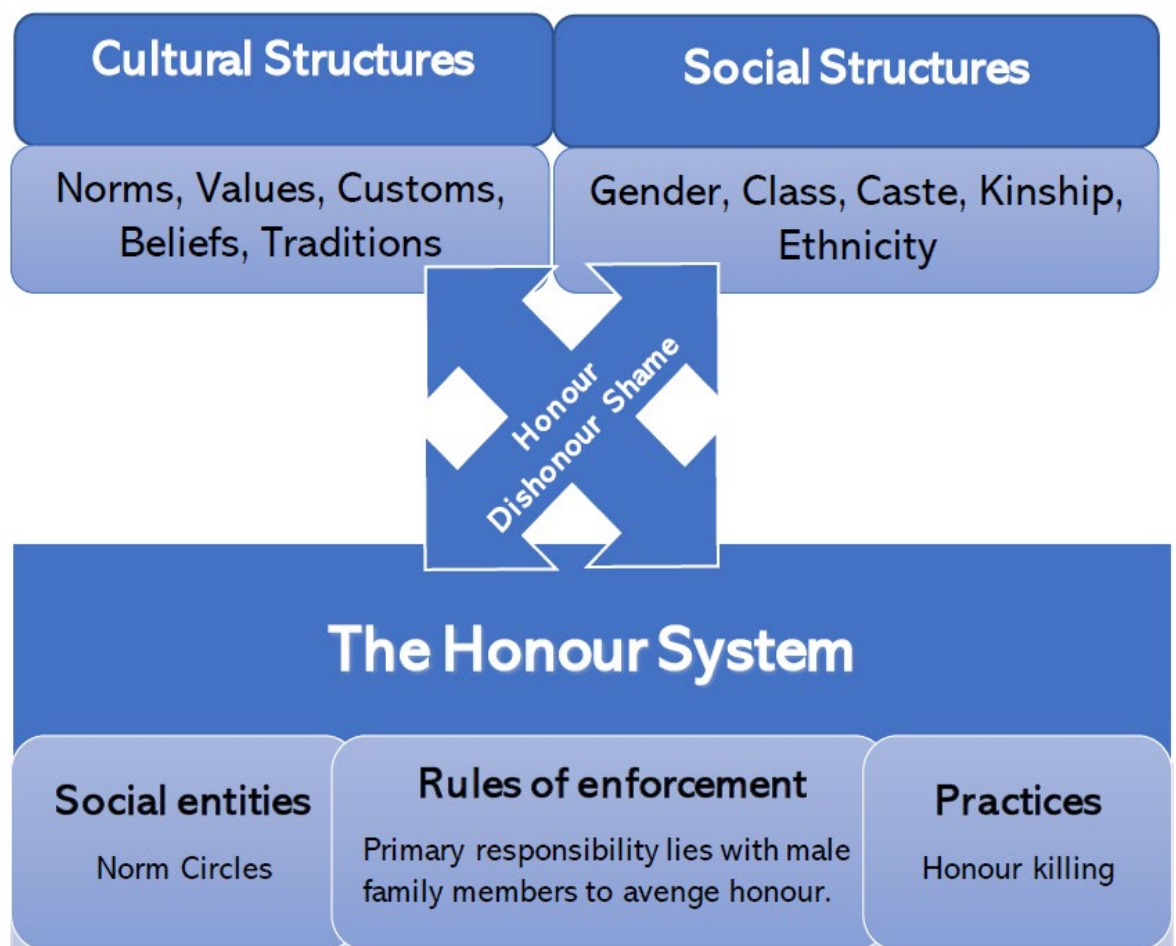 Cultural Structures
Social Structures
Norms, Values, Customs,
Beliefs, Traditions
Gender, Class, Caste, Kinship,
Ethnicity
Honour
Dishonour Shame
The Honour System
Social entities
Norm Circles
Rules of enforcement
Primary responsibility lies with male
family members to avenge honour.
Practices
Honour killing